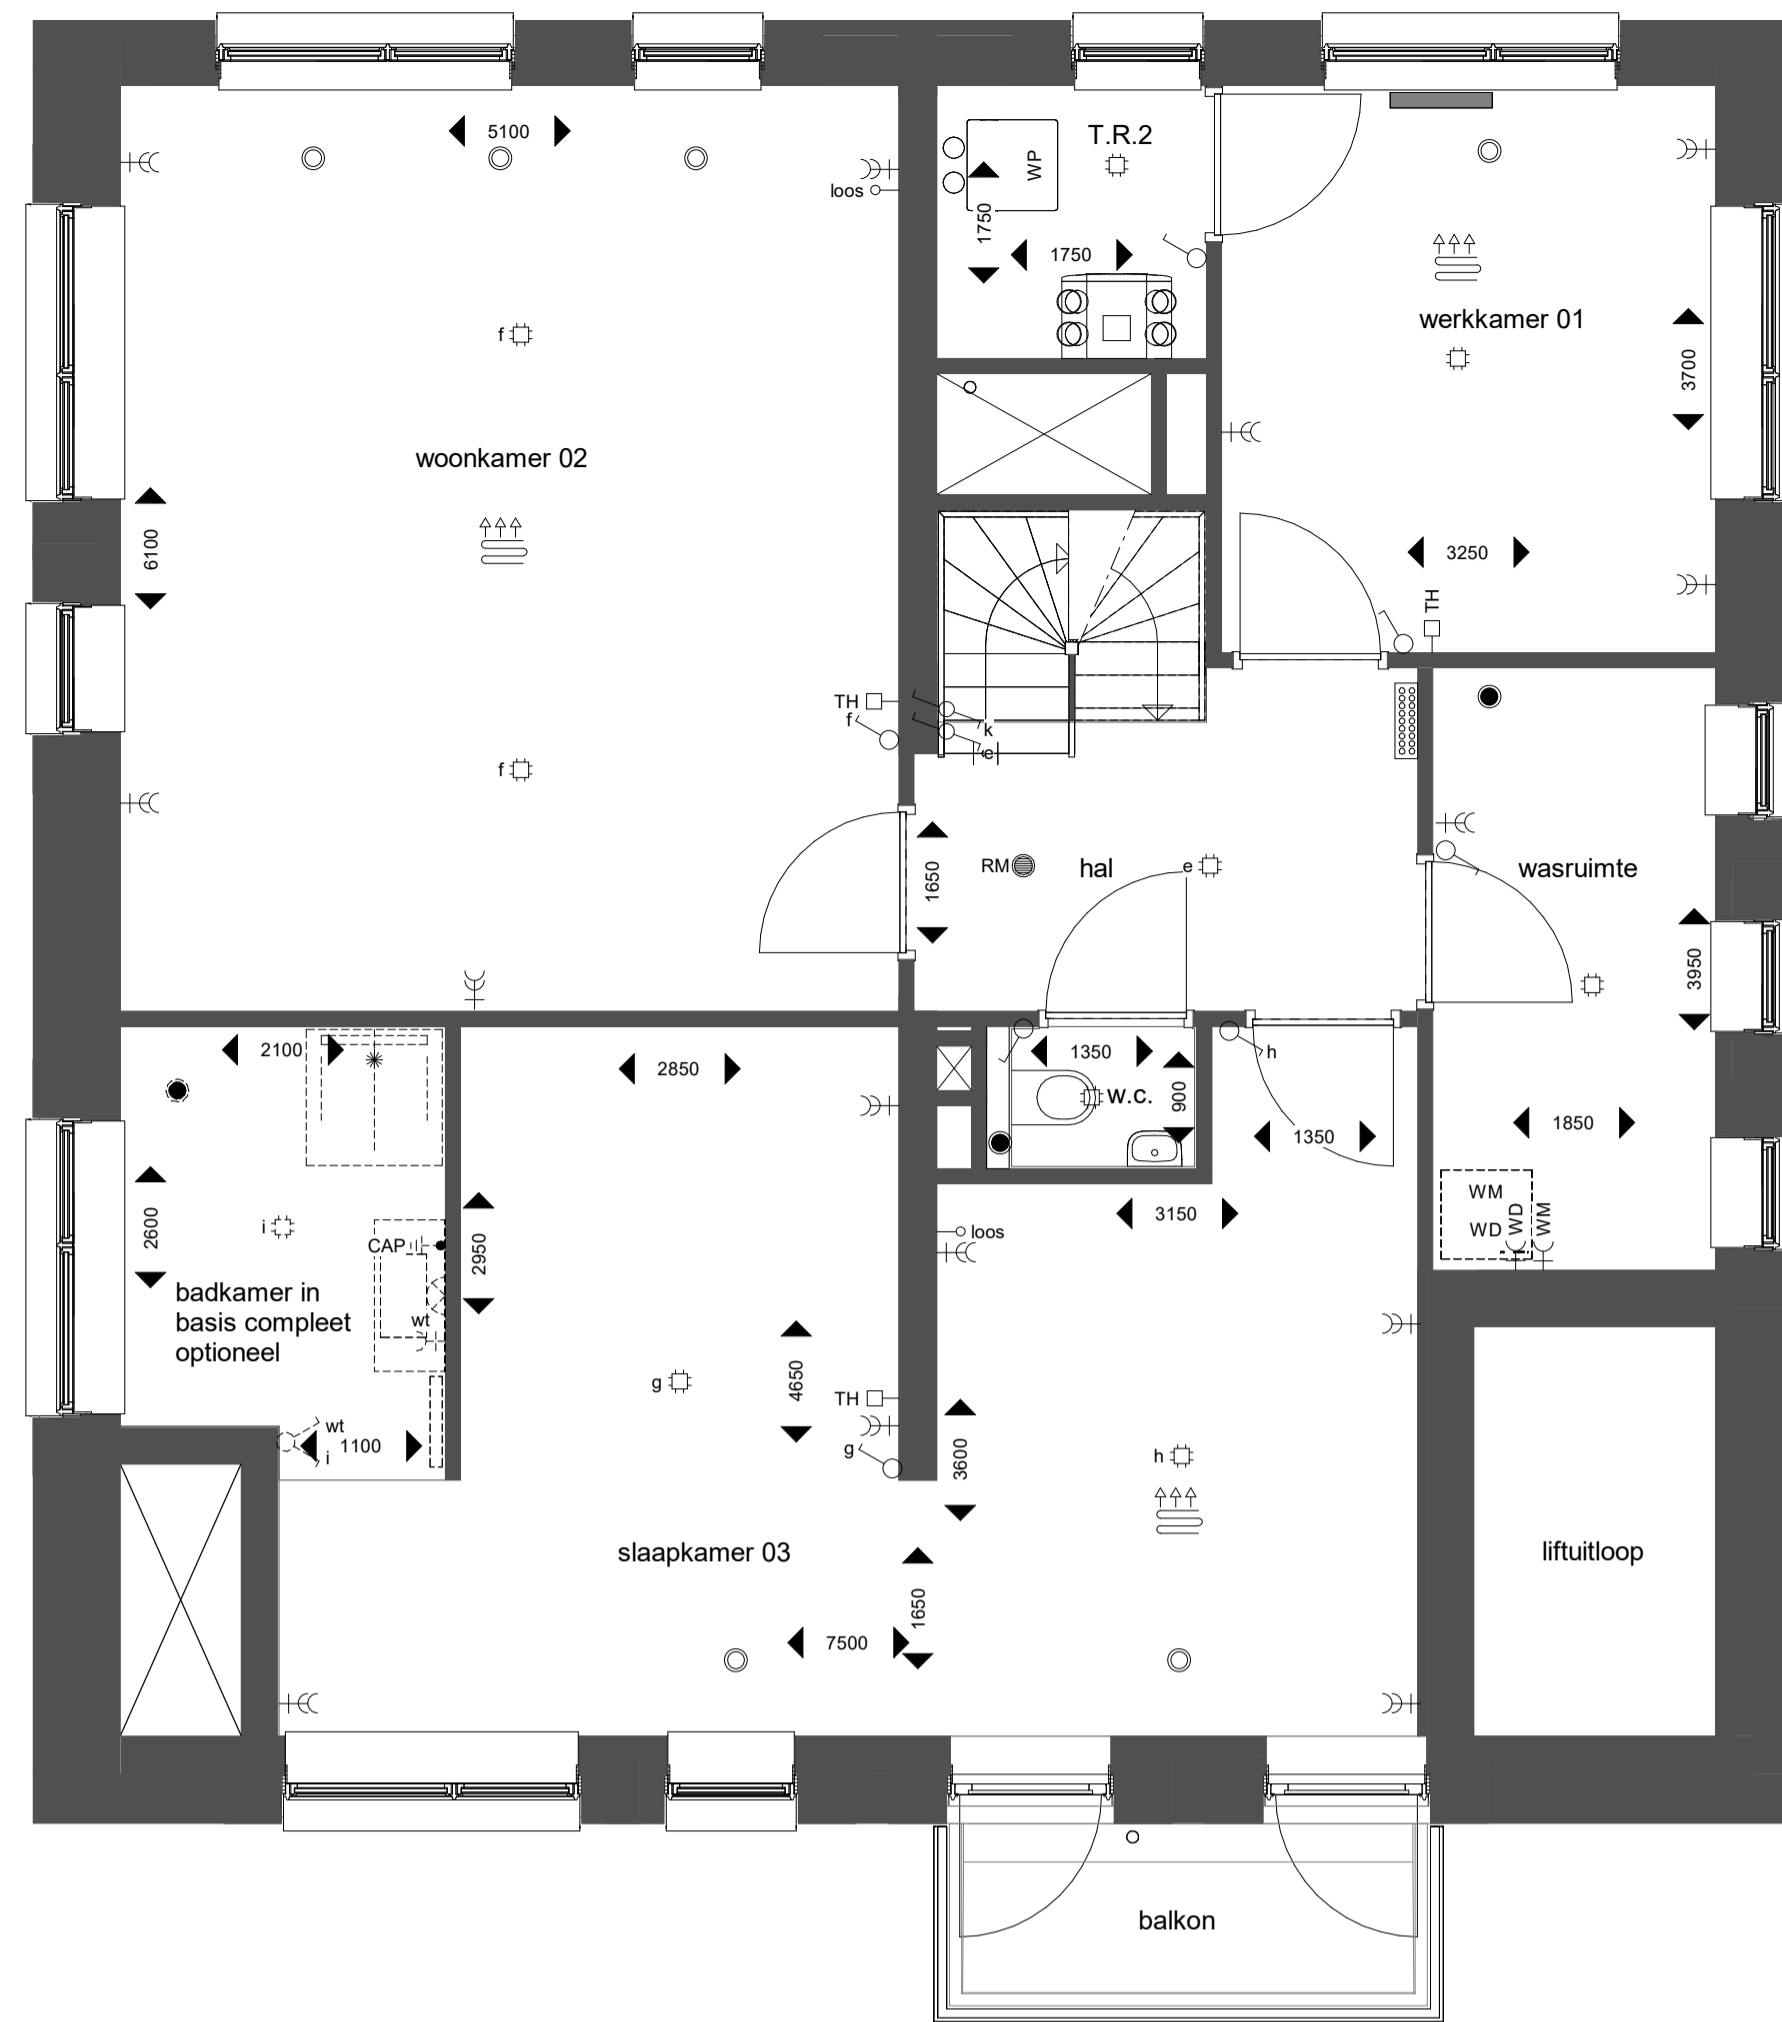 5100
T.R.2
WP
loos
1750
1750
f
werkkamer 01
3700
woonkamer 02
6100
3250
TH
TH
f
k
e
f
1650
RM
hal
e
wasruimte
3950
2100
2850
1350
w.c.
900
h
1350
1850
2600
i
CAP
2950
3150
WM
WD
WD
WM
loos
badkamer in
basis compleet
optioneel
wt
g
4650
TH
g
3600
wt
1100
i
h
slaapkamer 03
liftuitloop
1650
7500
balkon